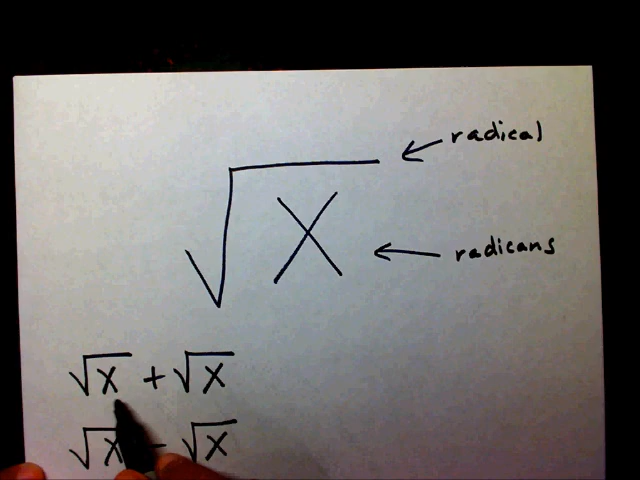 radical
√X
radicans
√X + √X
√X - √X